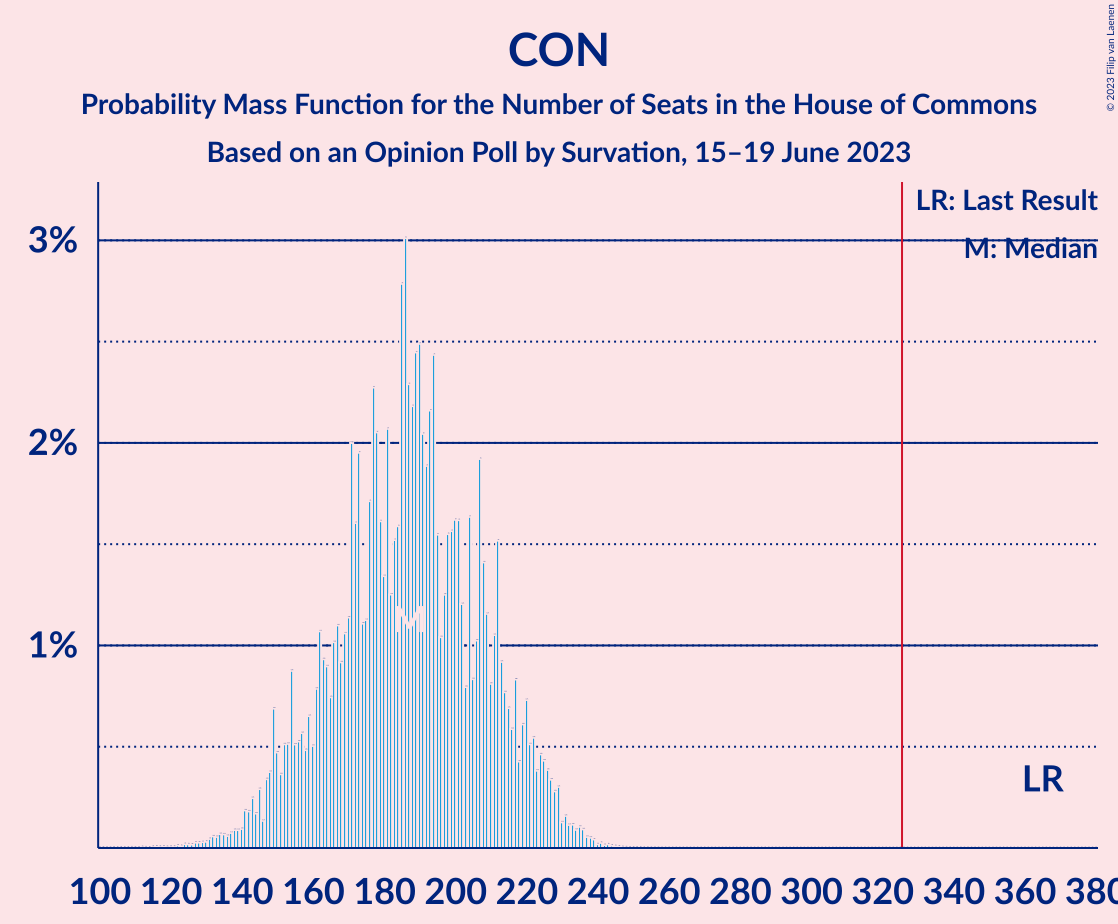 CON
Probability Mass Function for the Number of Seats in the House of Commons
Based on an Opinion Poll by Survation, 15–19 June 2023
© 2023 Filip van Laenen
LR: Last Result
M: Median
3%
2%
1%
M
LR
100 120 140 160 180 200 220 240 260 280 300 320 340 360 380